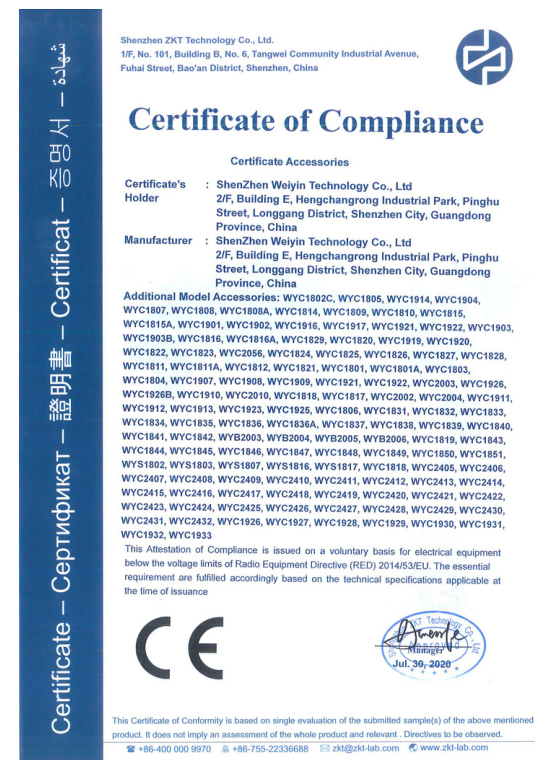 Shenzhen ZKT Technology Co., Ltd.
1/F, No. 101, Building B, No. 6, Tangwei Community Industrial Avenue,
Fuhai Street, Bao'an District, Shenzhen, China
Certificate of Compliance
Certificate Accessories
Certificate's Holder : ShenZhen Weiyin Technology Co., Ltd
2/F, Building E, Hengchangrong Industrial Park, Pinghu
Street, Longgang District, Shenzhen City, Guangdong
Province, China
Manufacturer : ShenZhen Weiyin Technology Co., Ltd
2/F, Building E, Hengchangrong Industrial Park, Pinghu
Street, Longgang District, Shenzhen City, Guangdong
Province, China
Additional Model Accessories: WYC1802C, WYC1805, WYC1914, WYC1904,
WYC1807, WYC1808, WYC1808A, WYC1814, WYC1809, WYC1810, WYC1815,
WYC1815A, WYC1901, WYC1902, WYC1916, WYC1917, WYC1921, WYC1922, WYC1903,
WYC1903B, WYC1816, WYC1816A, WYC1829, WYC1820, WYC1919, WYC1920,
WYC1822, WYC1823, WYC2056, WYC1824, WYC1825, WYC1826, WYC1827, WYC1828,
WYC1811, WYC1811A, WYC1812, WYC1821, WYC1801, WYC1801A, WYC1803,
WYC1804, WYC1907, WYC1908, WYC1909, WYC1921, WYC1922, WYC2003, WYC1926,
WYC1926B, WYC1910, WYC2010, WYC1818, WYC1817, WYC2002, WYC2004, WYC1911,
WYC1912, WYC1913, WYC1923, WYC1925, WYC1806, WYC1831, WYC1832, WYC1833,
WYC1834, WYC1835, WYC1836, WYC1836A, WYC1837, WYC1838, WYC1839, WYC1840,
WYC1841, WYC1842, WYB2003, WYB2004, WYB2005, WYB2006, WYC1819, WYC1843,
WYC1844, WYC1845, WYC1846, WYC1847, WYC1848, WYC1849, WYC1850, WYC1851,
WYS1802, WYS1803, WYS1807, WYS1816, WYS1817, WYC1818, WYC2405, WYC2406,
WYC2407, WYC2408, WYC2409, WYC2410, WYC2411, WYC2412, WYC2413, WYC2414,
WYC2415, WYC2416, WYC2417, WYC2418, WYC2419, WYC2420, WYC2421, WYC2422,
WYC2423, WYC2424, WYC2425, WYC2426, WYC2427, WYC2428, WYC2429, WYC2430,
WYC2431, WYC2432, WYC1926, WYC1927, WYC1928, WYC1929, WYC1930, WYC1931,
WYC1932, WYC1933
This Attestation of Compliance is issued on a voluntary basis for electrical equipment
below the voltage limits of Radio Equipment Directive (RED) 2014/53/EU. The essential
requirement are fulfilled accordingly based on the technical specifications applicable at
the time of issuance
CE
ZKT Technology Co., Ltd.
Approved
Manager
Jul. 30, 2020
This Certificate of Conformity is based on single evaluation of the submitted sample(s) of the above mentioned
product. It does not imply an assessment of the whole product and relevant . Directives to be observed.
+86-400 000 9970 +86-755-22336688 zkt@zkt-lab.com www.zkt-lab.com
Certificate – Сертификат – 證明書 – Certificat – 증명서 – شهادة